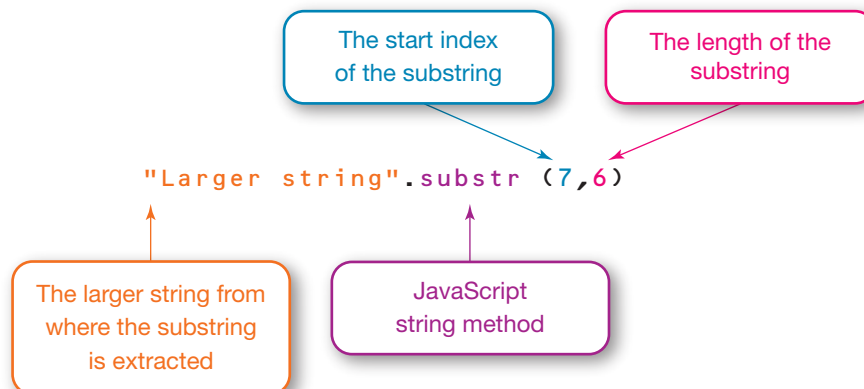 The start index
of the substring
The length of the
substring
"Larger string".substr (7,6)
The larger string from
where the substring
is extracted
JavaScript
string method